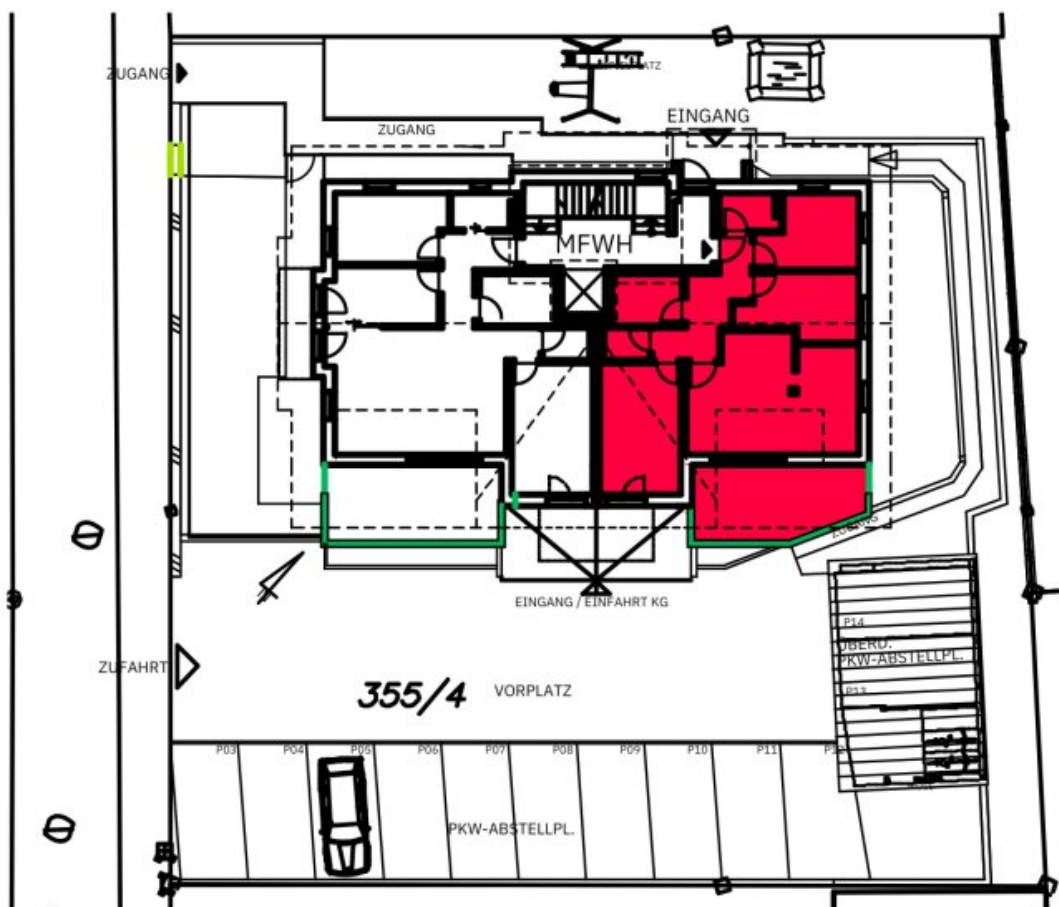 ZUGANG
EINGANG
ZUGANG
MFWH
ZUGANG
EINGANG / EINFAHRT KG
P14
ÜBERD.
PKW-ABSTELLPL.
P13
ZUFAHRT
355/4
VORPLATZ
P03
P04
P05
P06
P07
P08
P09
P10
P11
P12
PKW-ABSTELLPL.